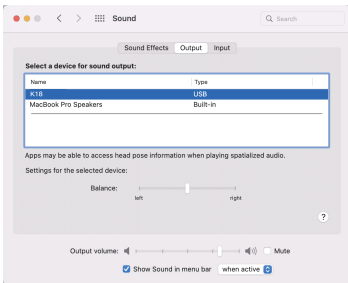 Sound
Search
Sound Effects Output Input
Select a device for sound output:
Name Type
K18 USB
MacBook Pro Speakers Built-in
Apps may be able to access head pose information when playing spatialized audio.
Settings for the selected device:
Balance:
left right
?
Output volume: Mute
Show Sound in menu bar when active